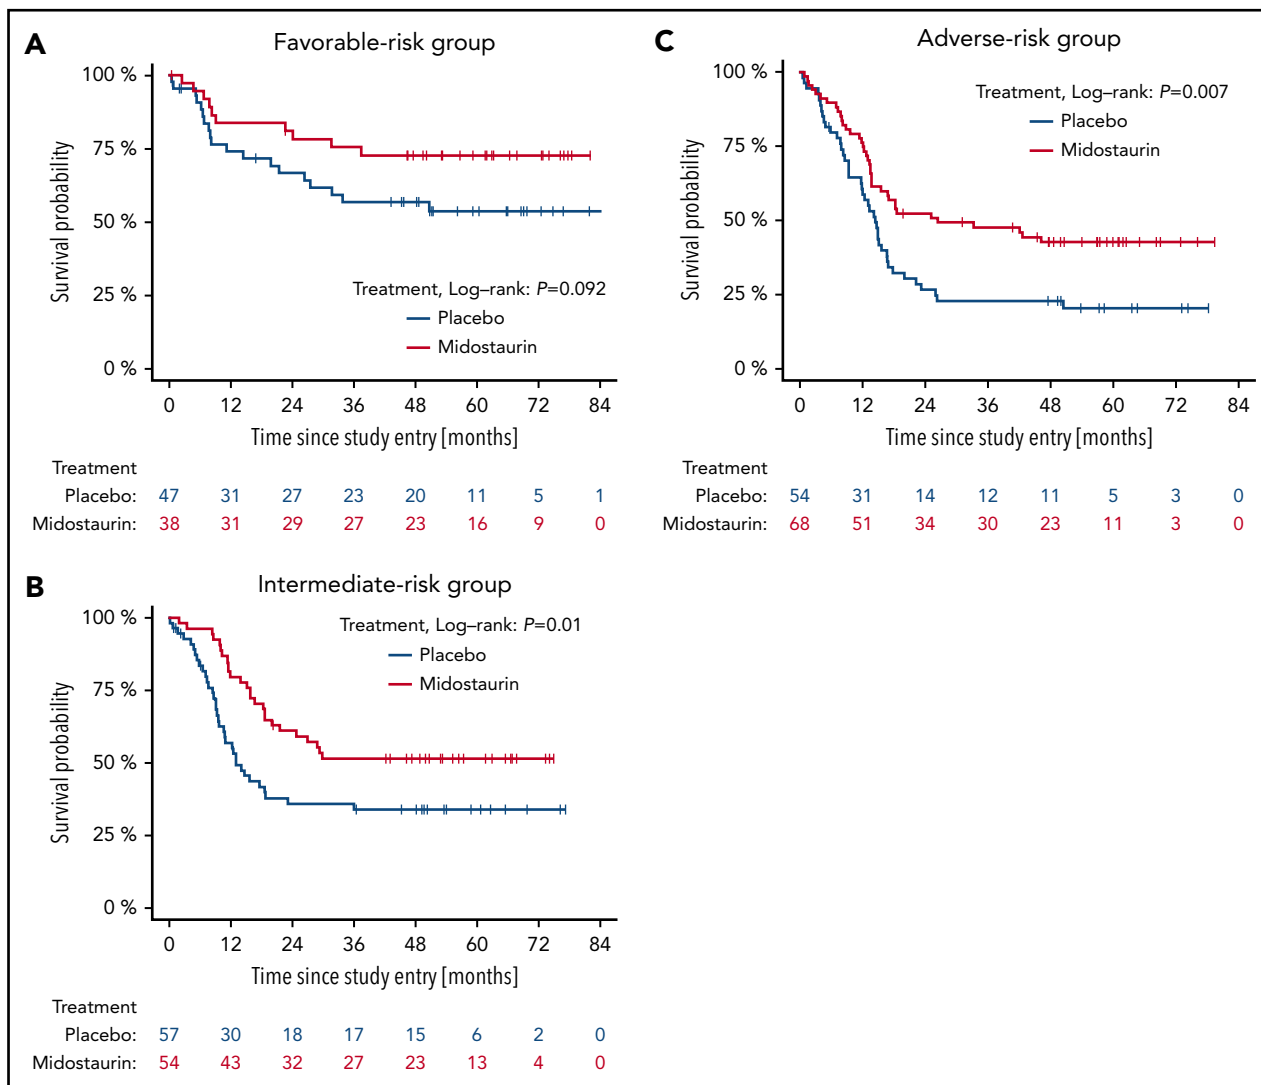 A
Favorable-risk group
100 %
75 %
50 %
25 %
0 %
Survival probability
Treatment, Log–rank: P=0.092
Placebo
Midostaurin
0 12 24 36 48 60 72 84
Time since study entry [months]
Treatment
Placebo: 47 31 27 23 20 11 5 1
Midostaurin: 38 31 29 27 23 16 9 0
B
Intermediate-risk group
100 %
75 %
50 %
25 %
0 %
Survival probability
Treatment, Log–rank: P=0.01
Placebo
Midostaurin
0 12 24 36 48 60 72 84
Time since study entry [months]
Treatment
Placebo: 57 30 18 17 15 6 2 0
Midostaurin: 54 43 32 27 23 13 4 0
C
Adverse-risk group
100 %
75 %
50 %
25 %
0 %
Survival probability
Treatment, Log–rank: P=0.007
Placebo
Midostaurin
0 12 24 36 48 60 72 84
Time since study entry [months]
Treatment
Placebo: 54 31 14 12 11 5 3 0
Midostaurin: 68 51 34 30 23 11 3 0